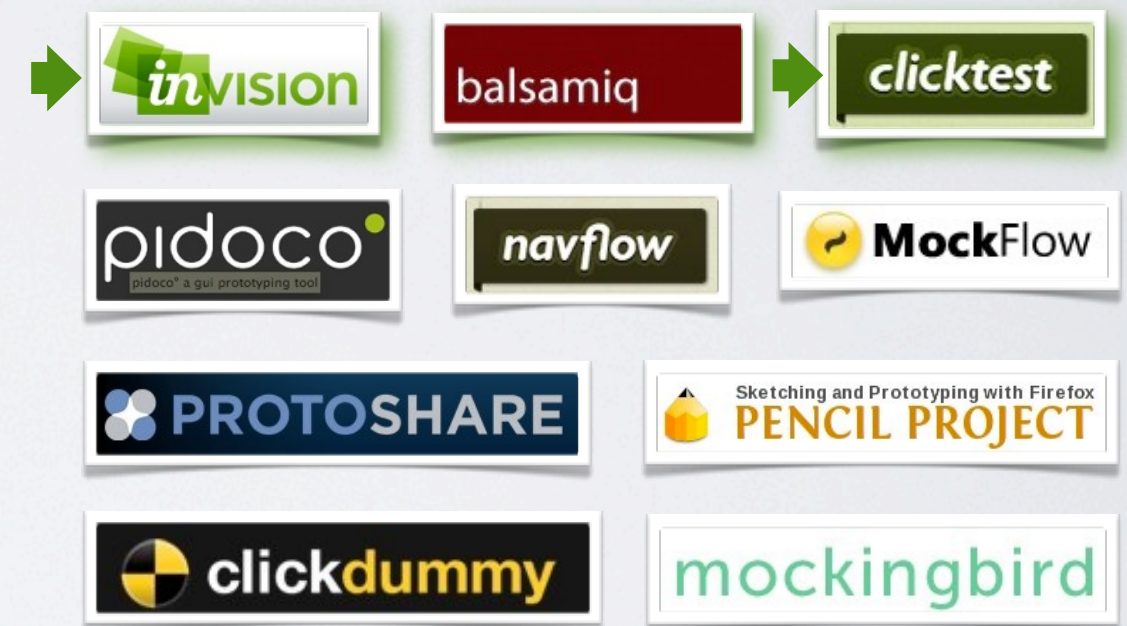 invision
balsamiq
clicktest
pidoco°
pidoco° a gui prototyping tool
navflow
MockFlow
PROTOSHARE
Sketching and Prototyping with Firefox
PENCIL PROJECT
clickdummy
mockingbird